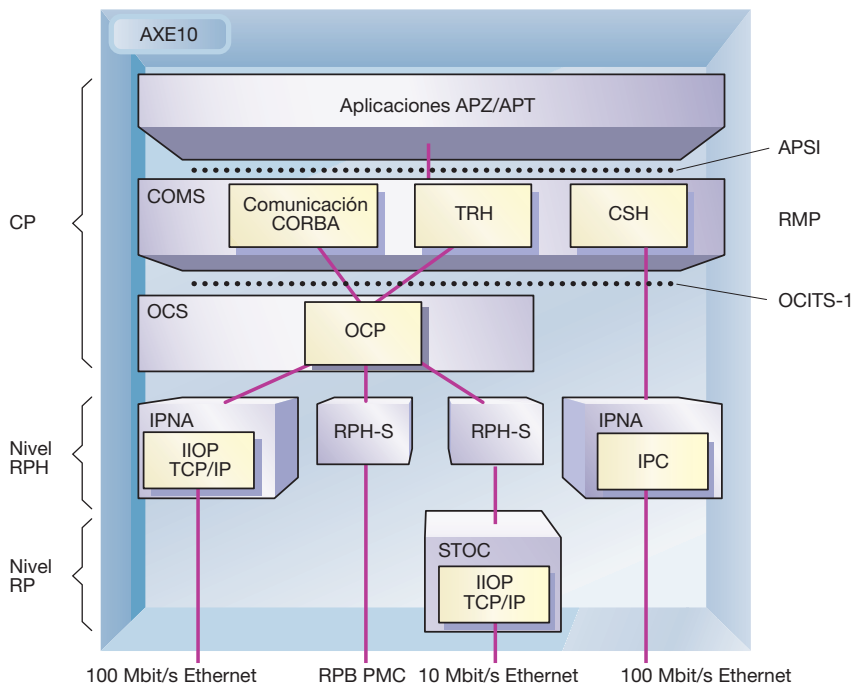 AXE10
Aplicaciones APZ/APT
APSI
CP
COMS
Comunicación
CORBA
TRH
CSH
RMP
OCITS-1
OCS
OCP
Nivel
RPH
IPNA
IIOP
TCP/IP
RPH-S
RPH-S
IPNA
IPC
Nivel
RP
STOC
IIOP
TCP/IP
100 Mbit/s Ethernet
RPB PMC
10 Mbit/s Ethernet
100 Mbit/s Ethernet